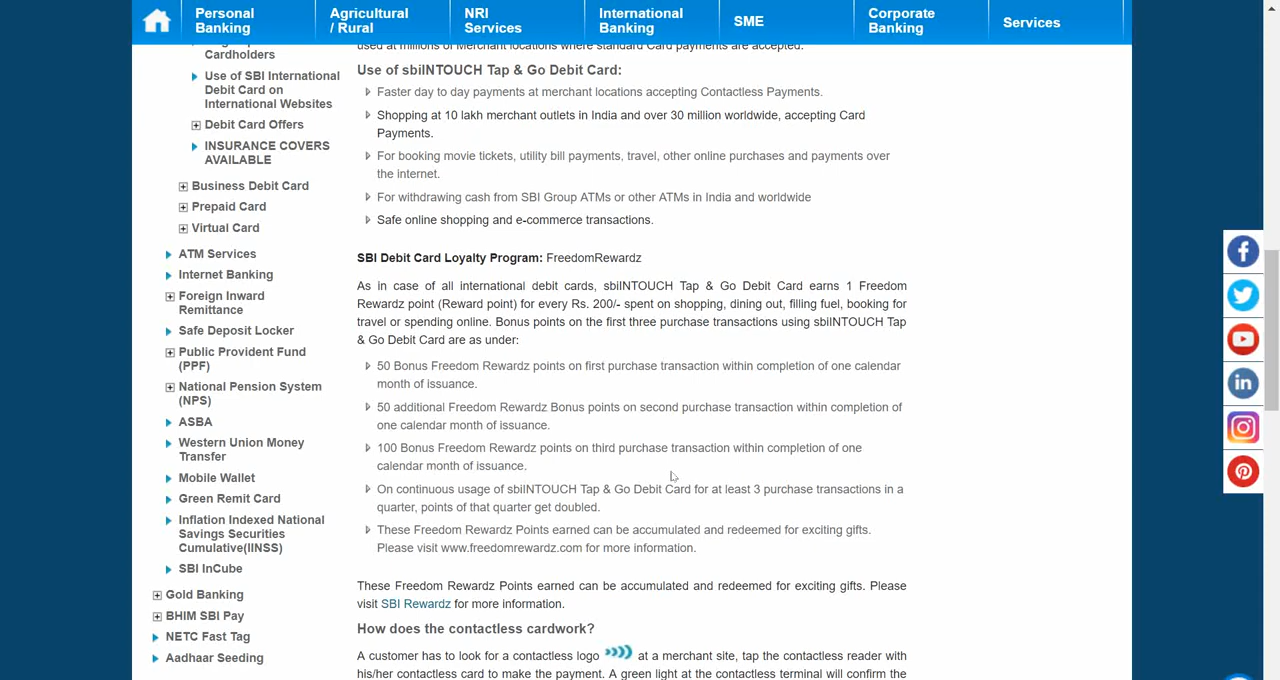 Personal
Banking
Agricultural
/ Rural
NRI
Services
International
Banking
SME
Corporate
Banking
Services
Cardholders
Use of SBI International
Debit Card on
International Websites
Debit Card Offers
INSURANCE COVERS
AVAILABLE
Business Debit Card
Prepaid Card
Virtual Card
ATM Services
Internet Banking
Foreign Inward
Remittance
Safe Deposit Locker
Public Provident Fund
(PPF)
National Pension System
(NPS)
ASBA
Western Union Money
Transfer
Mobile Wallet
Green Remit Card
Inflation Indexed National
Savings Securities
Cumulative(IINSS)
SBI InCube
Gold Banking
BHIM SBI Pay
NETC Fast Tag
Aadhaar Seeding
used at millions of Merchant locations where standard Card payments are accepted.
Use of sbiINTOUCH Tap & Go Debit Card:
Faster day to day payments at merchant locations accepting Contactless Payments.
Shopping at 10 lakh merchant outlets in India and over 30 million worldwide, accepting Card
Payments.
For booking movie tickets, utility bill payments, travel, other online purchases and payments over
the internet.
For withdrawing cash from SBI Group ATMs or other ATMs in India and worldwide
Safe online shopping and e-commerce transactions.
SBI Debit Card Loyalty Program: FreedomRewardz
As in case of all international debit cards, sbiINTOUCH Tap & Go Debit Card earns 1 Freedom
Rewardz point (Reward point) for every Rs. 200/- spent on shopping, dining out, filling fuel, booking for
travel or spending online. Bonus points on the first three purchase transactions using sbiINTOUCH Tap
& Go Debit Card are as under:
50 Bonus Freedom Rewardz points on first purchase transaction within completion of one calendar
month of issuance.
50 additional Freedom Rewardz Bonus points on second purchase transaction within completion of
one calendar month of issuance.
100 Bonus Freedom Rewardz points on third purchase transaction within completion of one
calendar month of issuance.
On continuous usage of sbiINTOUCH Tap & Go Debit Card for at least 3 purchase transactions in a
quarter, points of that quarter get doubled.
These Freedom Rewardz Points earned can be accumulated and redeemed for exciting gifts.
Please visit www.freedomrewardz.com for more information.
These Freedom Rewardz Points earned can be accumulated and redeemed for exciting gifts. Please
visit SBI Rewardz for more information.
How does the contactless cardwork?
A customer has to look for a contactless logo at a merchant site, tap the contactless reader with
his/her contactless card to make the payment. A green light at the contactless terminal will confirm the